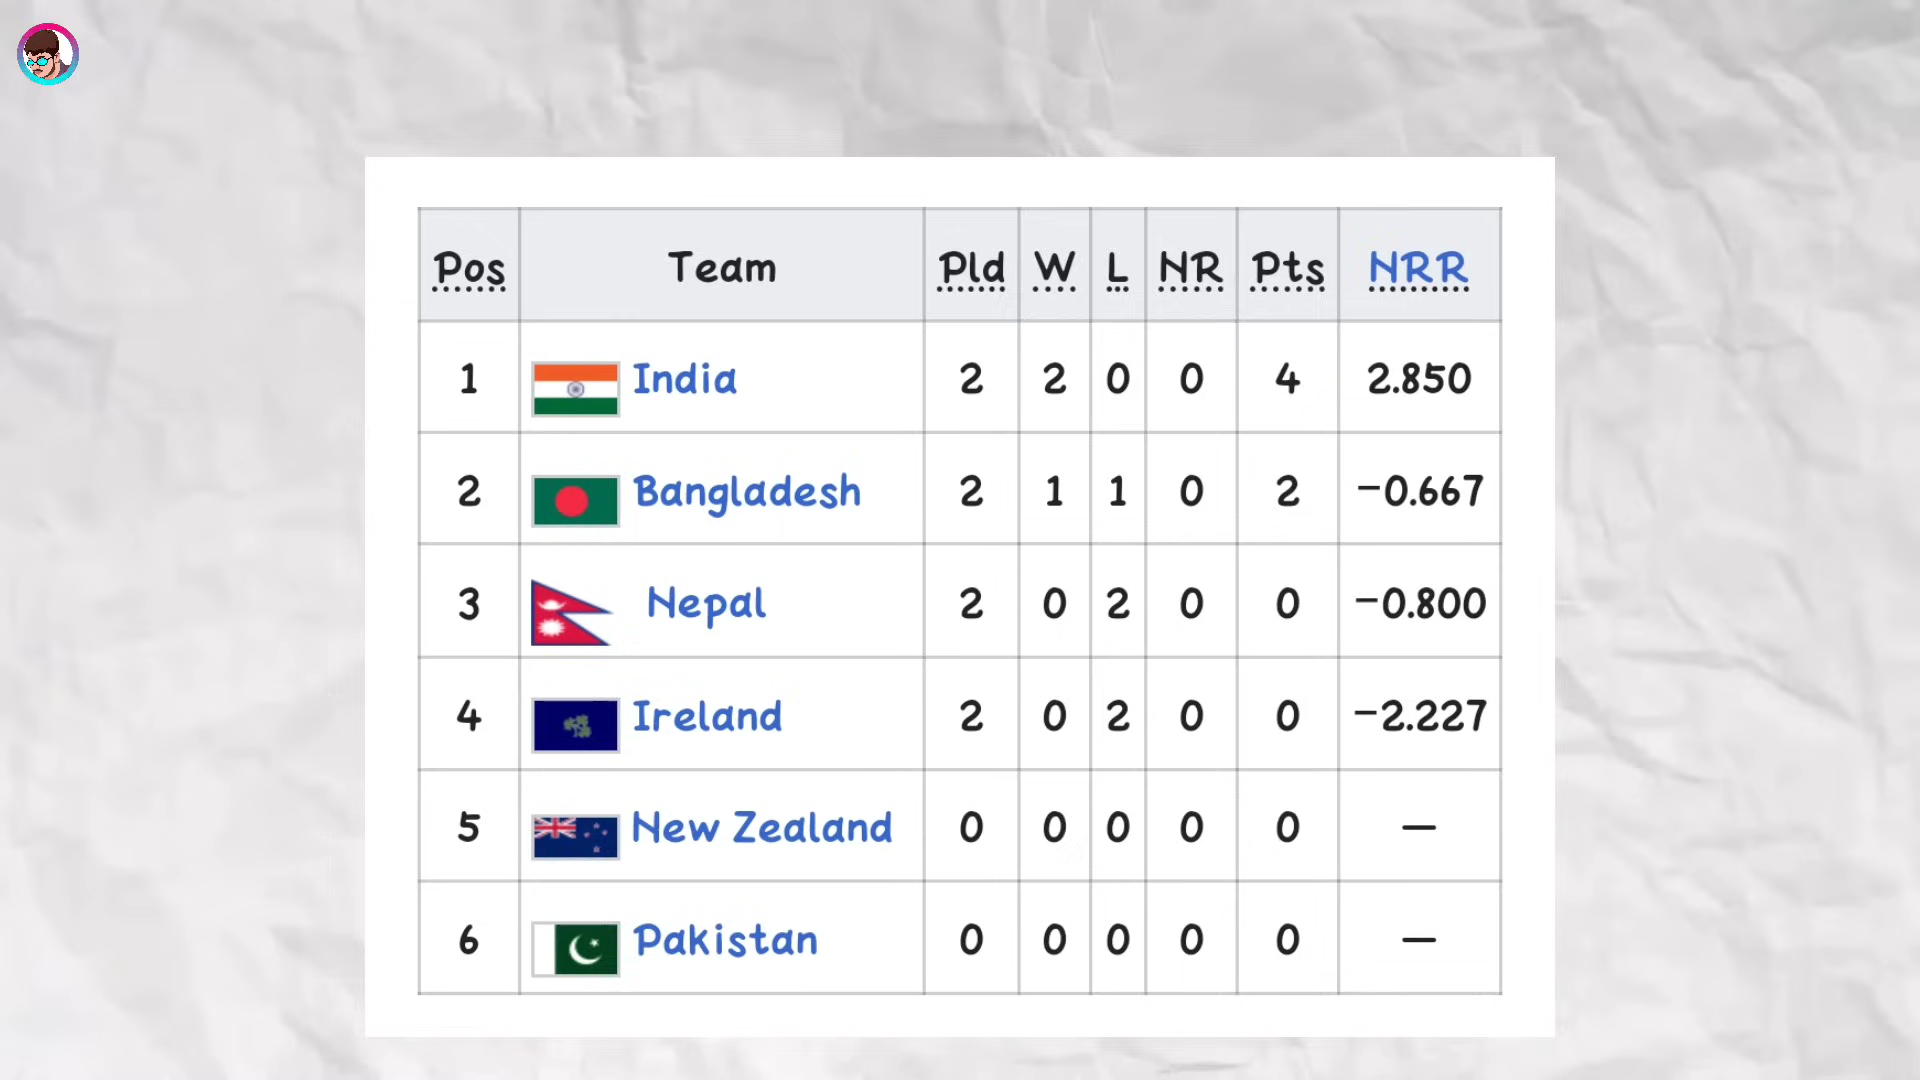 Pos Team Pld W L NR Pts NRR
1 India 2 2 0 0 4 2.850
2 Bangladesh 2 1 1 0 2 −0.667
3 Nepal 2 0 2 0 0 −0.800
4 Ireland 2 0 2 0 0 −2.227
5 New Zealand 0 0 0 0 0 —
6 Pakistan 0 0 0 0 0 —